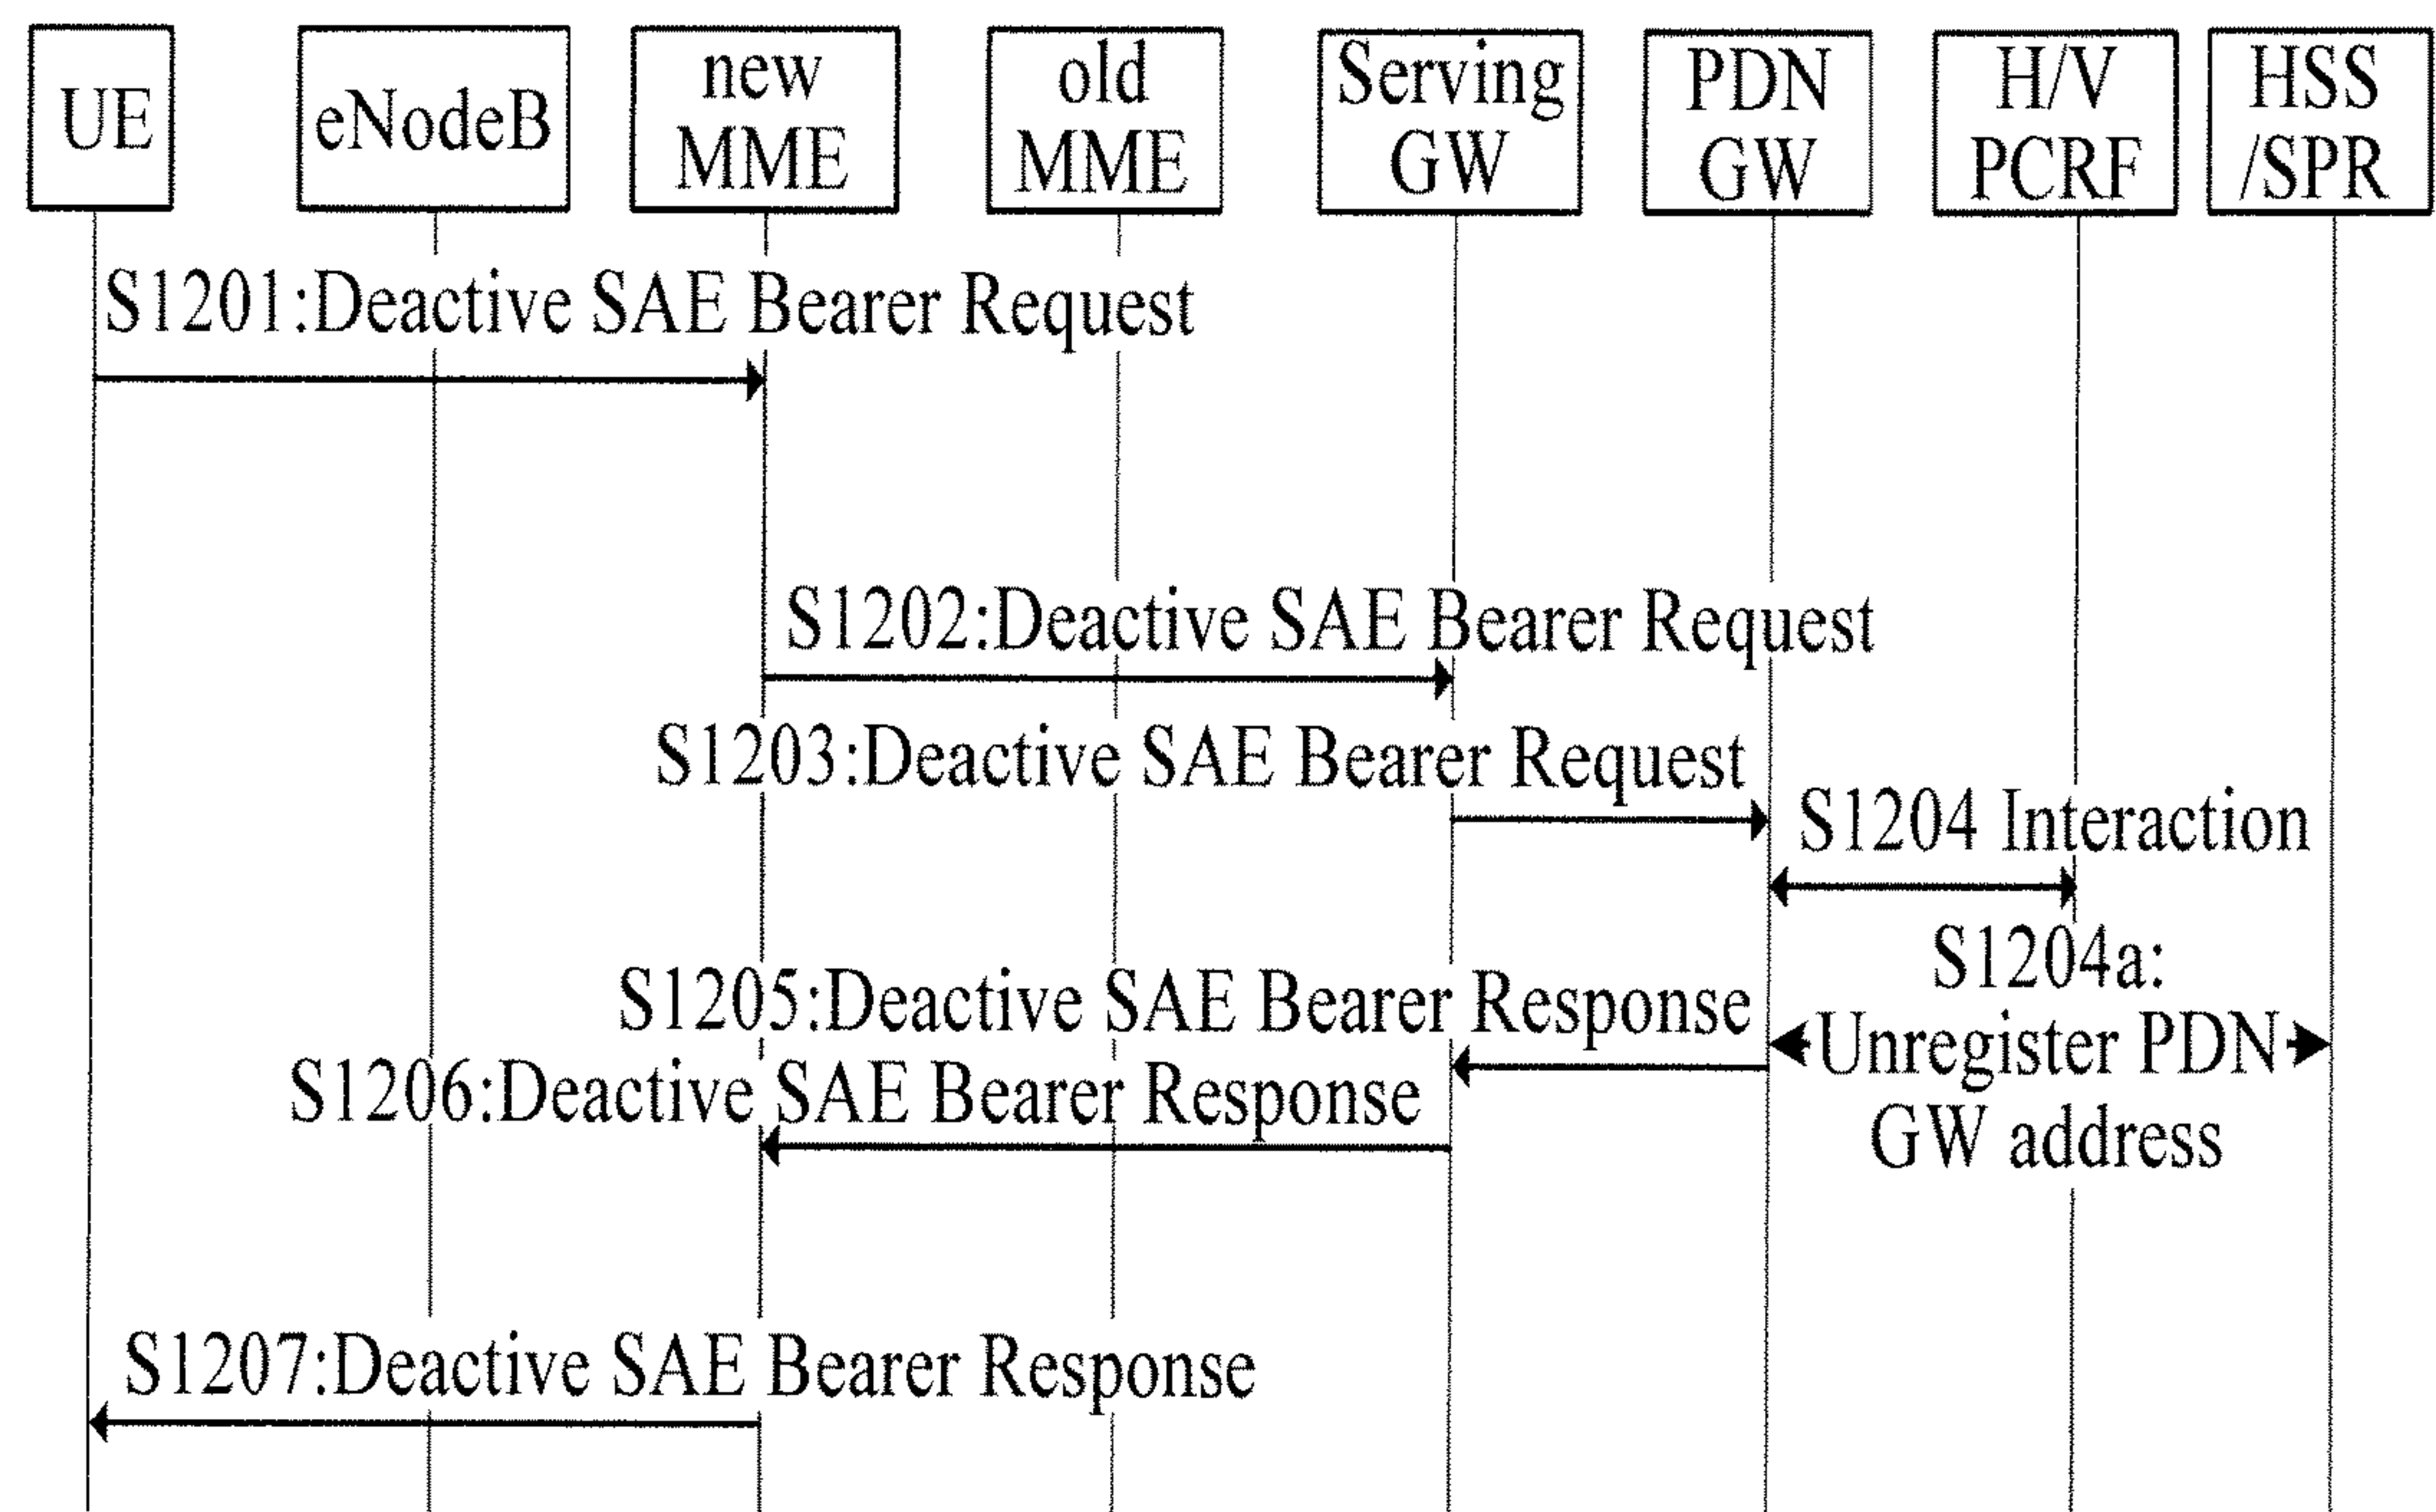 UE
eNodeB
new
MME
old
MME
Serving
GW
PDN
GW
H/V
PCRF
HSS
/SPR
S1201:Deactive SAE Bearer Request
S1202:Deactive SAE Bearer Request
S1203:Deactive SAE Bearer Request
S1204 Interaction
S1204a:
Unregister PDN
GW address
S1205:Deactive SAE Bearer Response
S1206:Deactive SAE Bearer Response
S1207:Deactive SAE Bearer Response